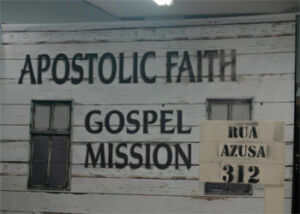 APOSTOLIC FAITH
GOSPEL
MISSION
RUA
AZUSA
312